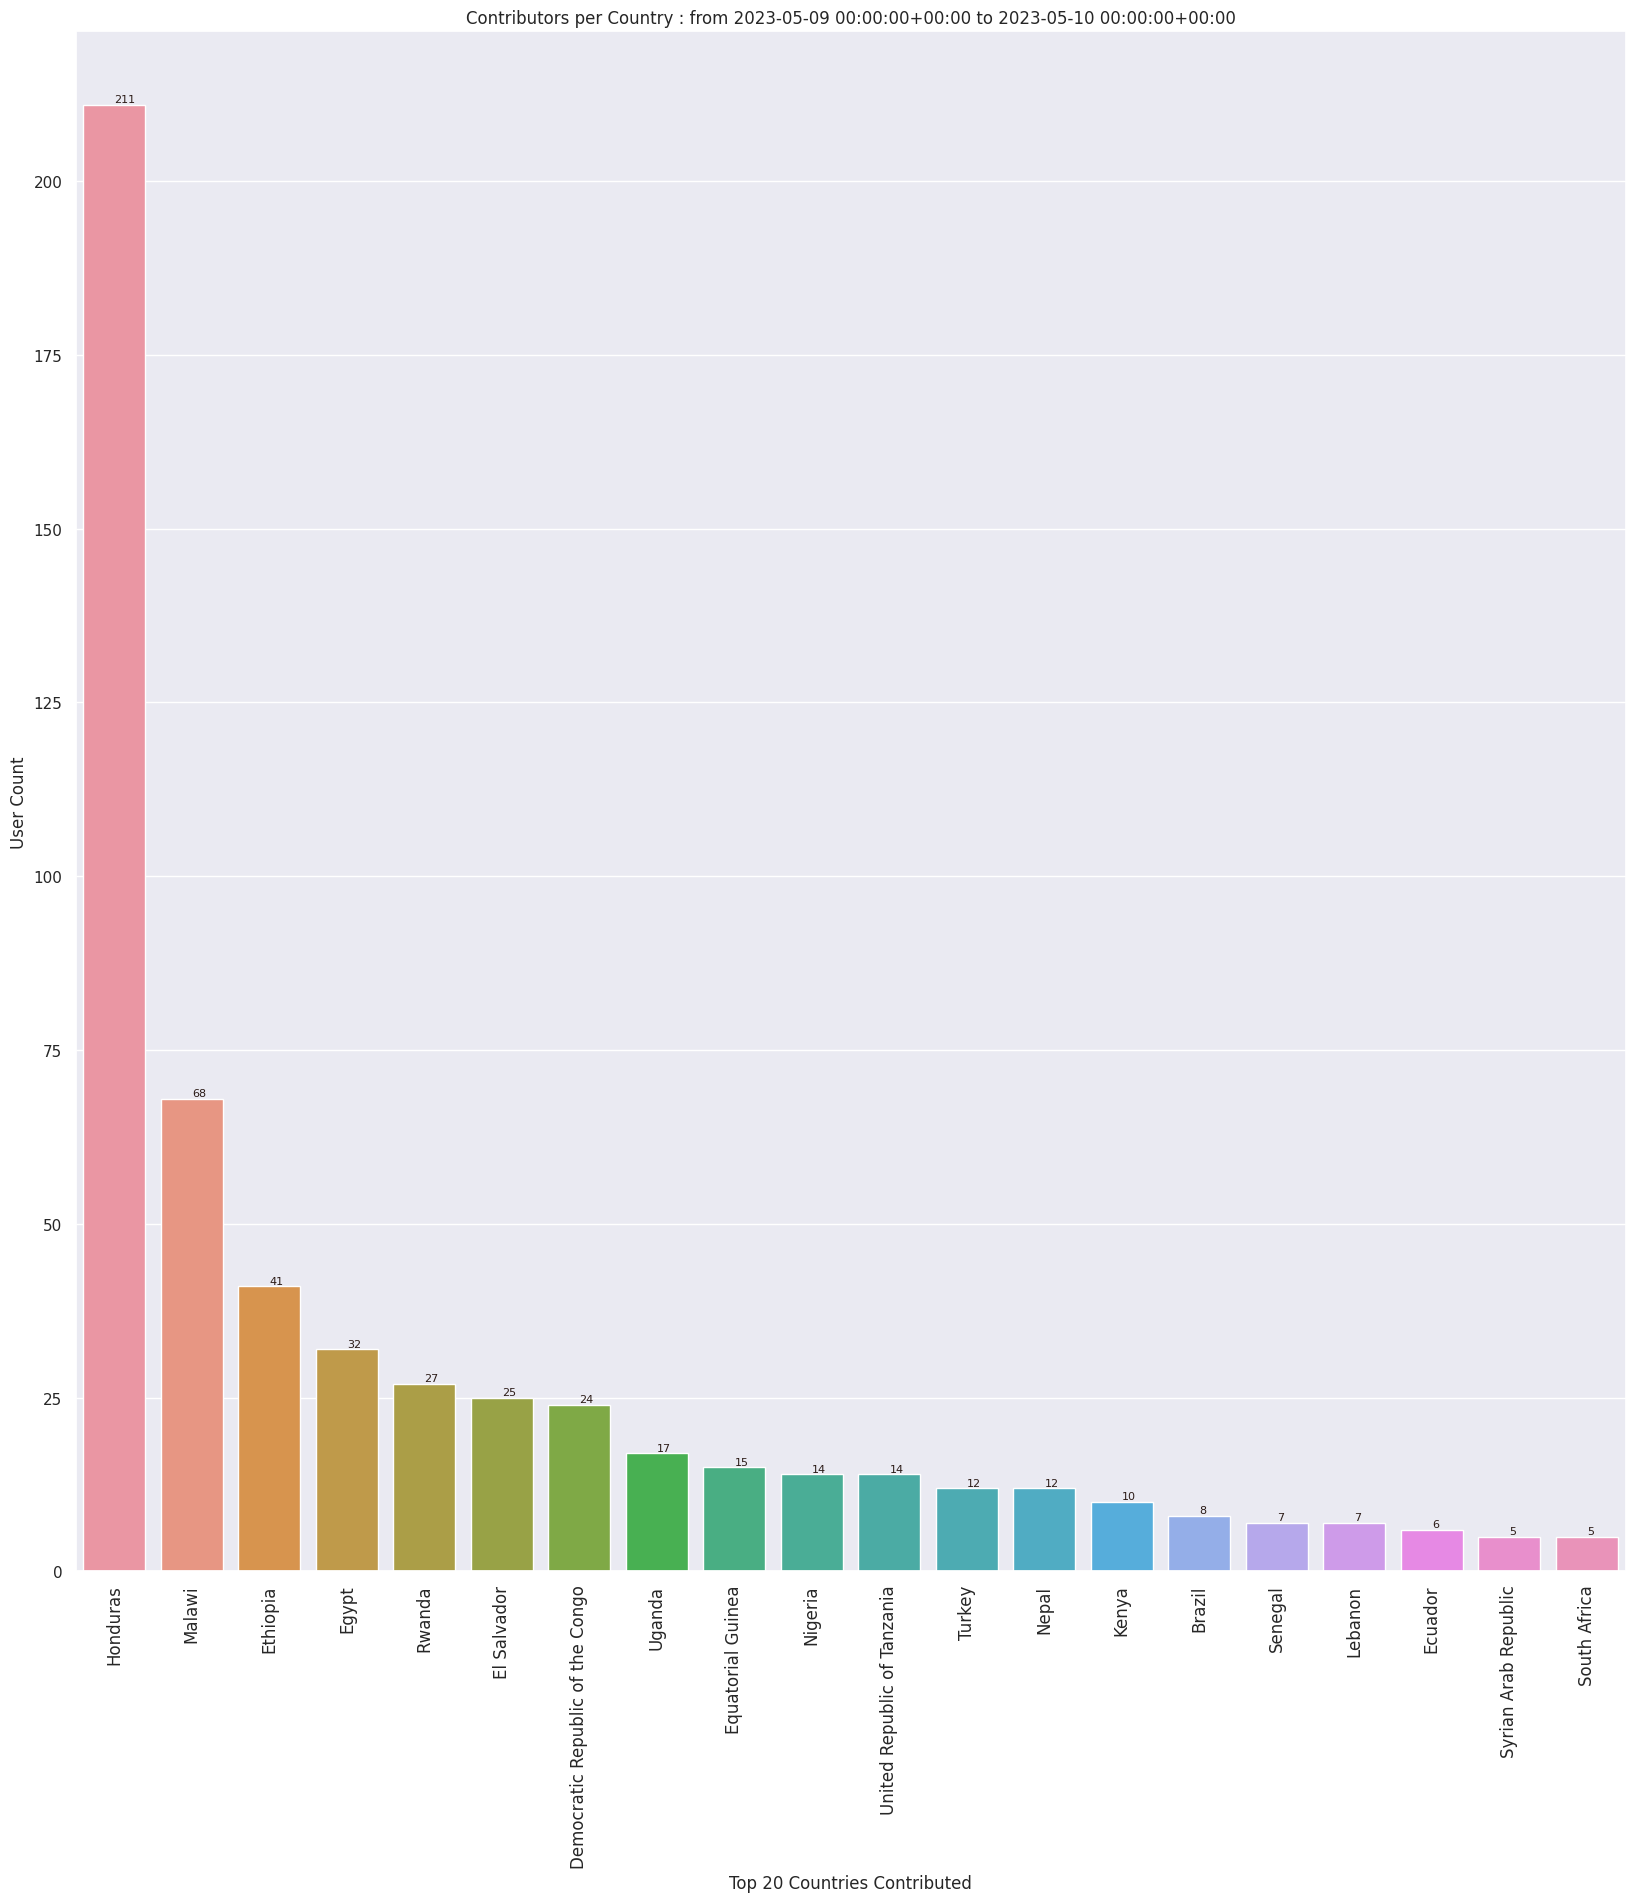 Contributors per Country : from 2023-05-09 00:00:00+00:00 to 2023-05-10 00:00:00+00:00
User Count
200
175
150
125
100
75
50
25
0
211
68
41
32
27
25
24
17
15
14
14
12
12
10
8
7
7
6
5
5
Honduras
Malawi
Ethiopia
Egypt
Rwanda
El Salvador
Democratic Republic of the Congo
Uganda
Equatorial Guinea
Nigeria
United Republic of Tanzania
Turkey
Nepal
Kenya
Brazil
Senegal
Lebanon
Ecuador
Syrian Arab Republic
South Africa
Top 20 Countries Contributed